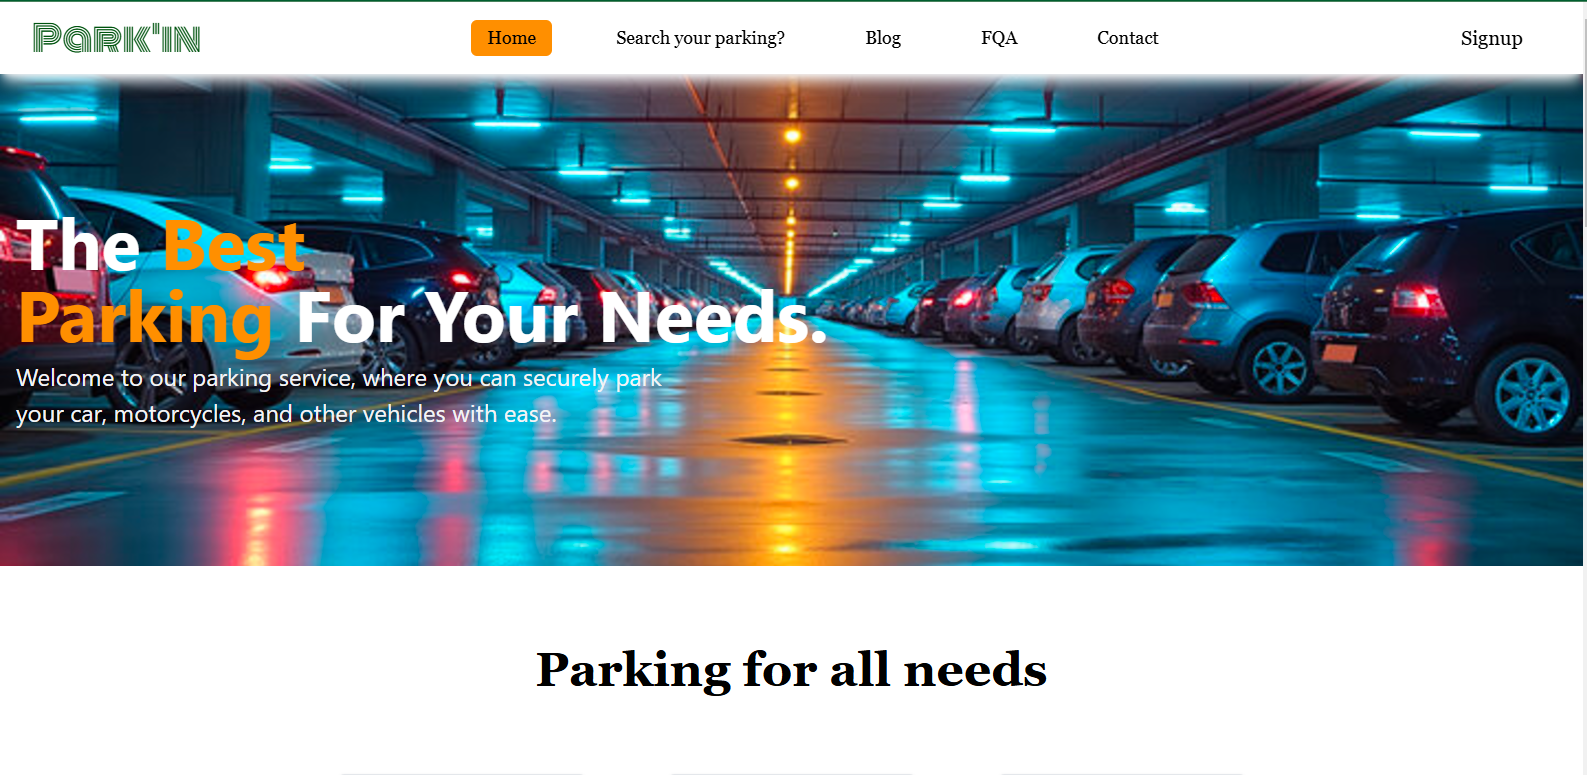 Park'in
Home
Search your parking?
Blog
FQA
Contact
Signup
The Best
Parking For Your Needs.
Welcome to our parking service, where you can securely park
your car, motorcycles, and other vehicles with ease.
Parking for all needs